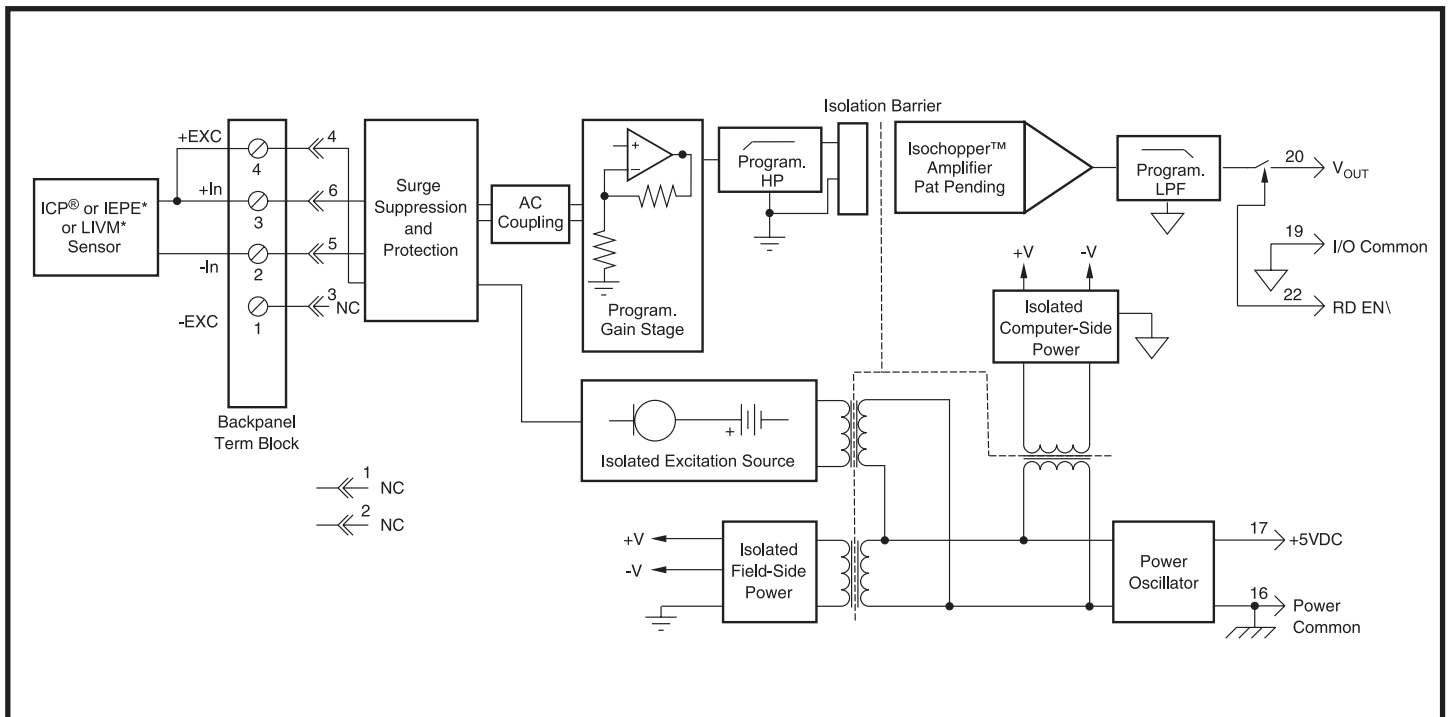 Isolation Barrier
+EXC
4
4
+In
6
3
ICP® or IEPE*
or LIVM*
Sensor
-In
5
2
3
NC
-EXC
1
Backpanel
Term Block
1
NC
2
NC
Surge
Suppression
and
Protection
AC
Coupling
+
–
Program.
Gain Stage
Program.
HP
Isochopper™
Amplifier
Pat Pending
Program.
LPF
20
VOUT
19
I/O Common
22
RD EN\
+V
-V
Isolated
Computer-Side
Power
+
Isolated Excitation Source
+V
-V
Isolated
Field-Side
Power
Power
Oscillator
17
+5VDC
16
Power
Common